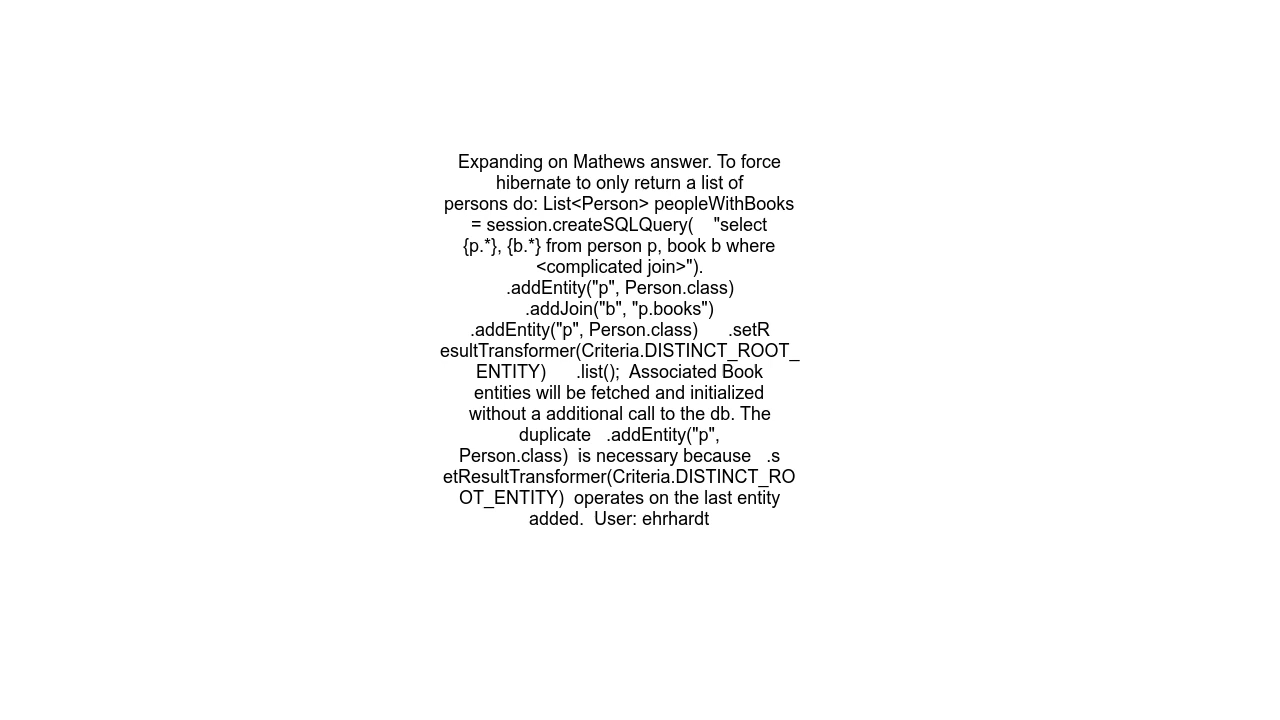 Expanding on Mathews answer. To force
hibernate to only return a list of
persons do: List<Person> peopleWithBooks
= session.createSQLQuery(    "select
{p.*}, {b.*} from person p, book b where
<complicated join>").
.addEntity("p", Person.class)
.addJoin("b", "p.books")
.addEntity("p", Person.class)      .setR
esultTransformer(Criteria.DISTINCT_ROOT_
ENTITY)      .list();  Associated Book
entities will be fetched and initialized
without a additional call to the db. The
duplicate   .addEntity("p",
Person.class)  is necessary because   .s
etResultTransformer(Criteria.DISTINCT_RO
OT_ENTITY)  operates on the last entity
added.  User: ehrhardt